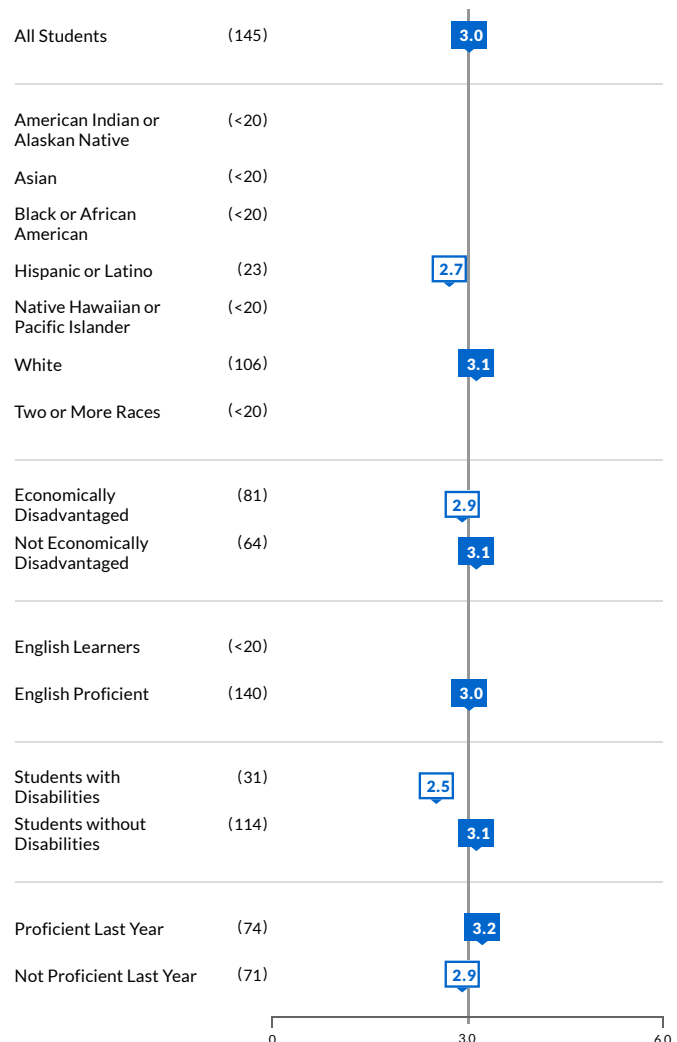 All Students (145) 3.0
American Indian or (<20)
Alaskan Native
Asian (<20)
Black or African (<20)
American
Hispanic or Latino (23) 2.7
Native Hawaiian or (<20)
Pacific Islander
White (106) 3.1
Two or More Races (<20)
Economically (81) 2.9
Disadvantaged
Not Economically (64) 3.1
Disadvantaged
English Learners (<20)
English Proficient (140) 3.0
Students with (31) 2.5
Disabilities
Students without (114) 3.1
Disabilities
Proficient Last Year (74) 3.2
Not Proficient Last Year (71) 2.9
0 3.0 6.0